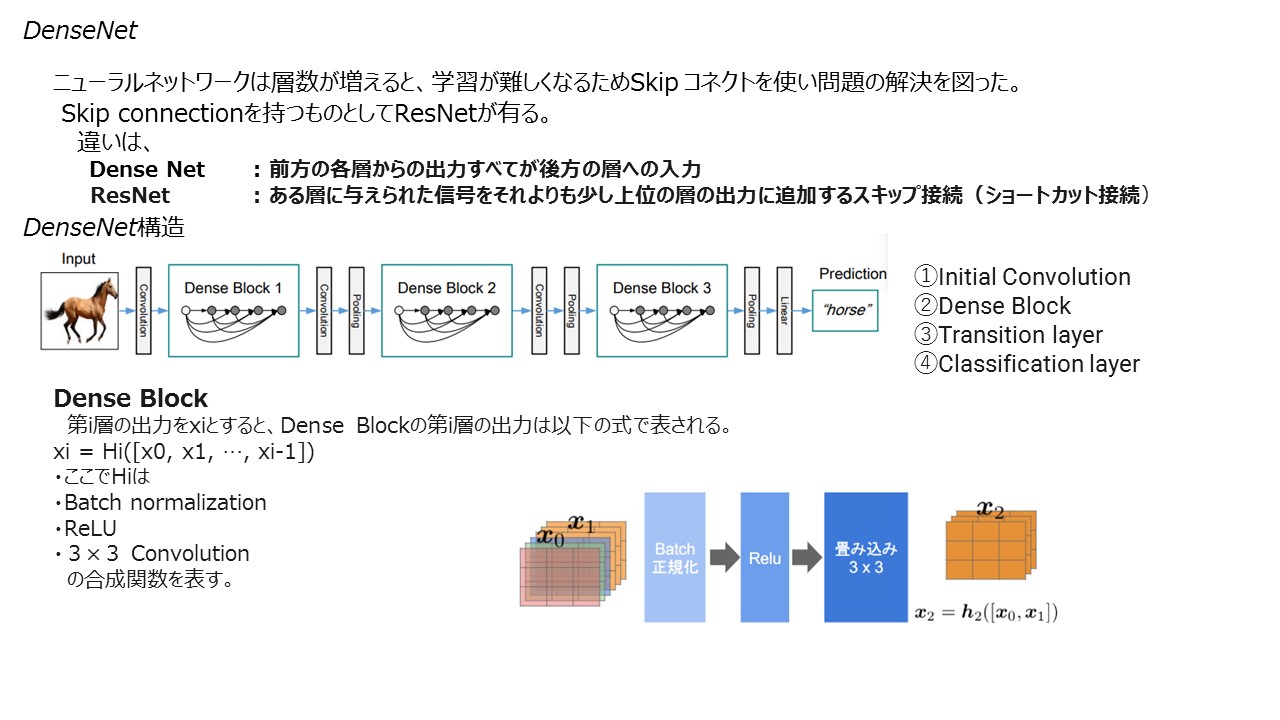 DenseNet
ニューラルネットワークは層数が増えると、学習が難しくなるためSkip コネクトを使い問題の解決を図った。
Skip connectionを持つものとしてResNetが有る。
違いは、
Dense Net : 前方の各層からの出力すべてが後方の層への入力
ResNet : ある層に与えられた信号をそれよりも少し上位の層の出力に追加するスキップ接続（ショートカット接続）
DenseNet構造
Input
Convolution
Dense Block 1
Convolution
Pooling
Dense Block 2
Convolution
Pooling
Dense Block 3
Pooling
Linear
Prediction
“horse”
①Initial Convolution
②Dense Block
③Transition layer
④Classification layer
Dense Block
第i層の出力をxiとすると、Dense Blockの第i層の出力は以下の式で表される。
xi = Hi([x0, x1, …, xi-1])
・ここでHiは
・Batch normalization
・ReLU
・３×３ Convolution
の合成関数を表す。
x1
x0
Batch
正規化
Relu
畳み込み
3 x 3
x2
x2 = h2([x0, x1])